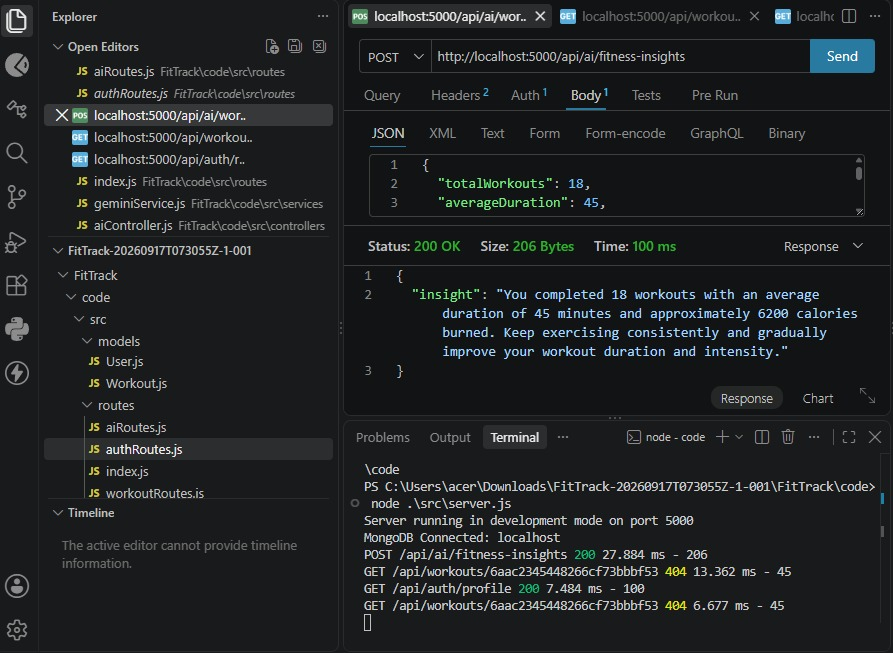 Explorer
Open Editors
JS aiRoutes.js FitTrack\code\src\routes
JS authRoutes.js FitTrack\code\src\routes
POS localhost:5000/api/ai/wor..
GET localhost:5000/api/workou..
GET localhost:5000/api/auth/r..
JS index.js FitTrack\code\src\routes
JS geminiService.js FitTrack\code\src\services
JS aiController.js FitTrack\code\src\controllers
FitTrack-20260917T073055Z-1-001
FitTrack
code
src
models
JS User.js
JS Workout.js
routes
JS aiRoutes.js
JS authRoutes.js
JS index.js
JS workoutRoutes.js
Timeline
The active editor cannot provide timeline
information.
POS localhost:5000/api/ai/wor.. GET localhost:5000/api/workou.. GET localhc
POST http://localhost:5000/api/ai/fitness-insights Send
Query Headers 2 Auth 1 Body 1 Tests Pre Run
JSON XML Text Form Form-encode GraphQL Binary
1 {
2 "totalWorkouts": 18,
3 "averageDuration": 45,
Status: 200 OK Size: 206 Bytes Time: 100 ms Response
1 {
2 "insight": "You completed 18 workouts with an average
duration of 45 minutes and approximately 6200 calories
burned. Keep exercising consistently and gradually
improve your workout duration and intensity."
3 }
Response Chart
Problems Output Terminal ... node - code
\code
PS C:\Users\acer\Downloads\FitTrack-20260917T073055Z-1-001\FitTrack\code>
node .\src\server.js
Server running in development mode on port 5000
MongoDB Connected: localhost
POST /api/ai/fitness-insights 200 27.884 ms - 206
GET /api/workouts/6aac2345448266cf73bbbf53 404 13.362 ms - 45
GET /api/auth/profile 200 7.484 ms - 100
GET /api/workouts/6aac2345448266cf73bbbf53 404 6.677 ms - 45